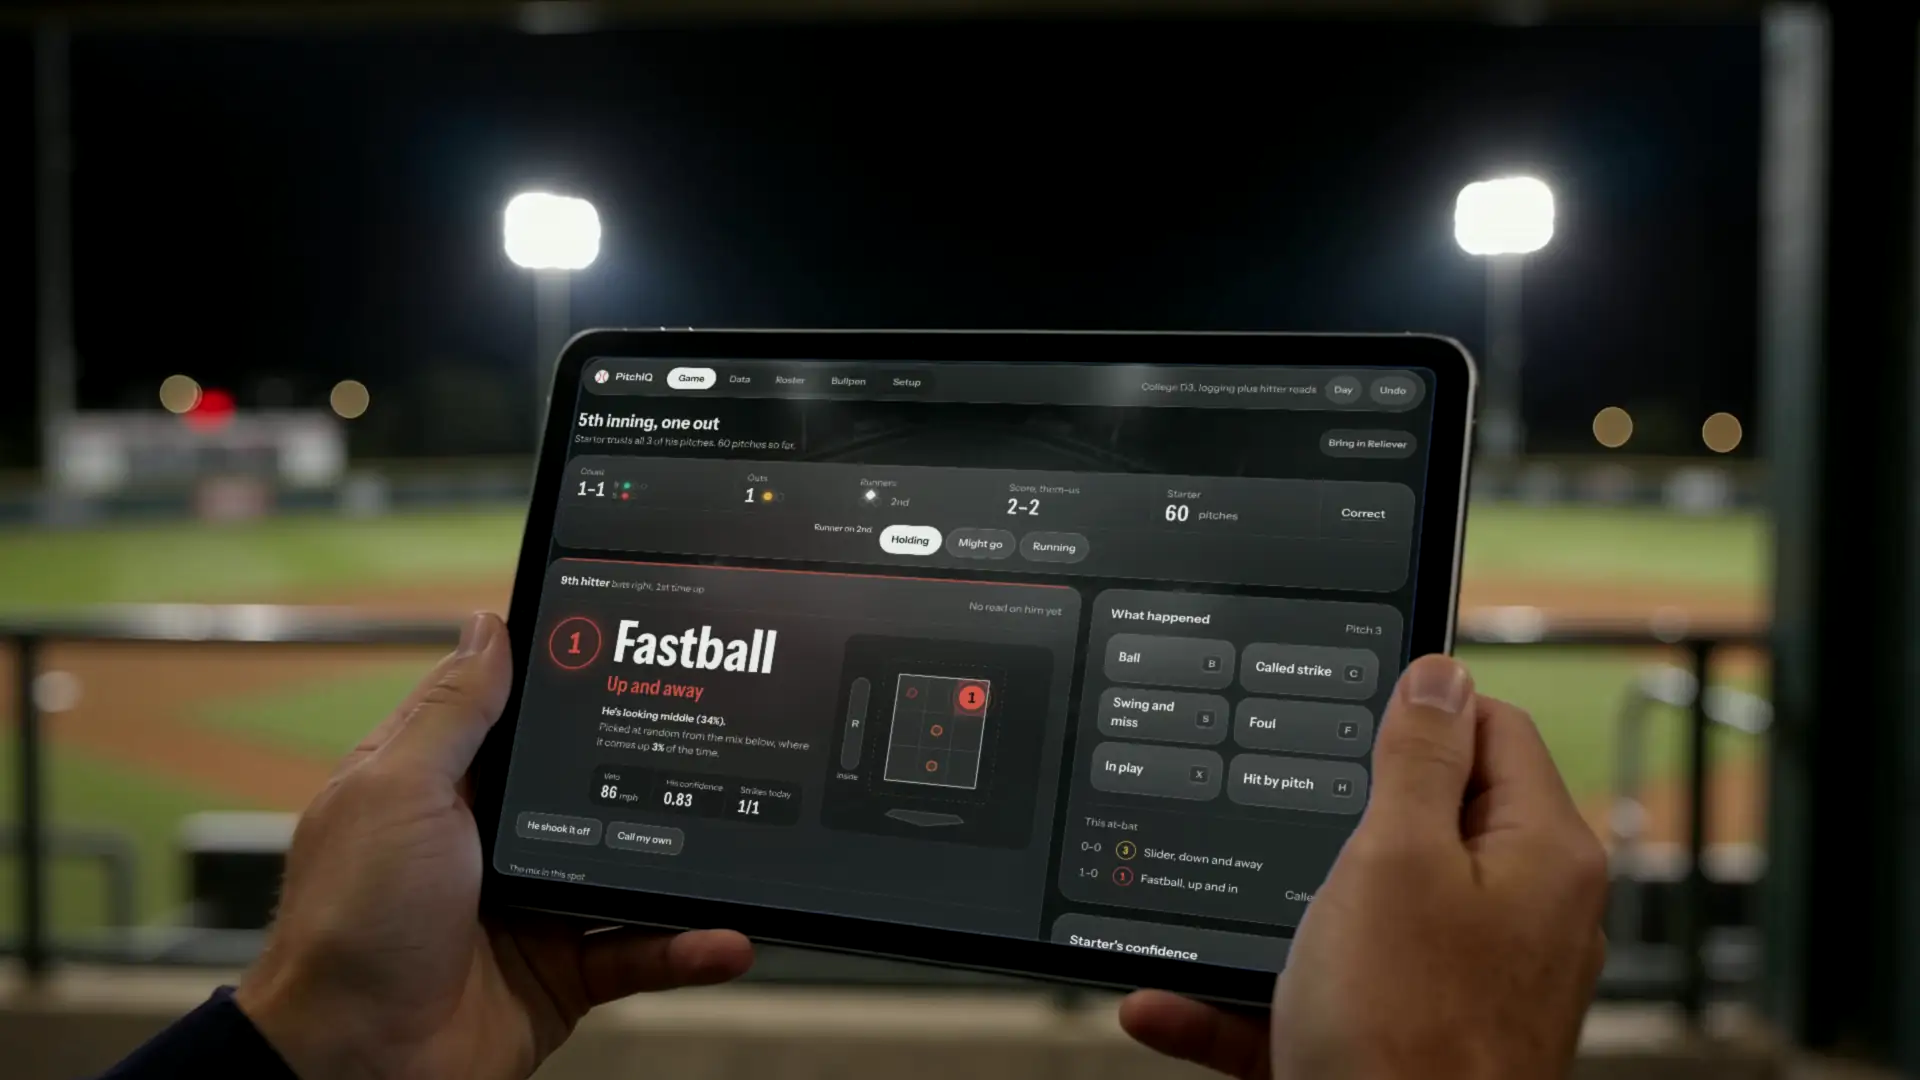 PitchIQ
Game
Data
Roster
Bullpen
Setup
College D3, logging plus hitter reads
Day
Undo
5th inning, one out
Starter trusts all 3 of his pitches. 60 pitches so far.
Bring in Reliever
Count
1-1
B
S
Outs
1
Runners
2nd
Score, them-us
2-2
Starter
60 pitches
Correct
Runner on 2nd
Holding
Might go
Running
9th hitter bats right, 1st time up
No read on him yet
1
Fastball
Up and away
He's looking middle (34%).
Picked at random from the mix below, where
it comes up 3% of the time.
Velo
86 mph
His confidence
0.83
Strikes today
1/1
He shook it off
Call my own
The mix in this spot
R
Inside
1
What happened
Pitch 3
Ball B
Called strike C
Swing and
miss S
Foul F
In play X
Hit by pitch H
This at-bat
0-0 3 Slider, down and away
1-0 1 Fastball, up and in
Calle
Starter's confidence